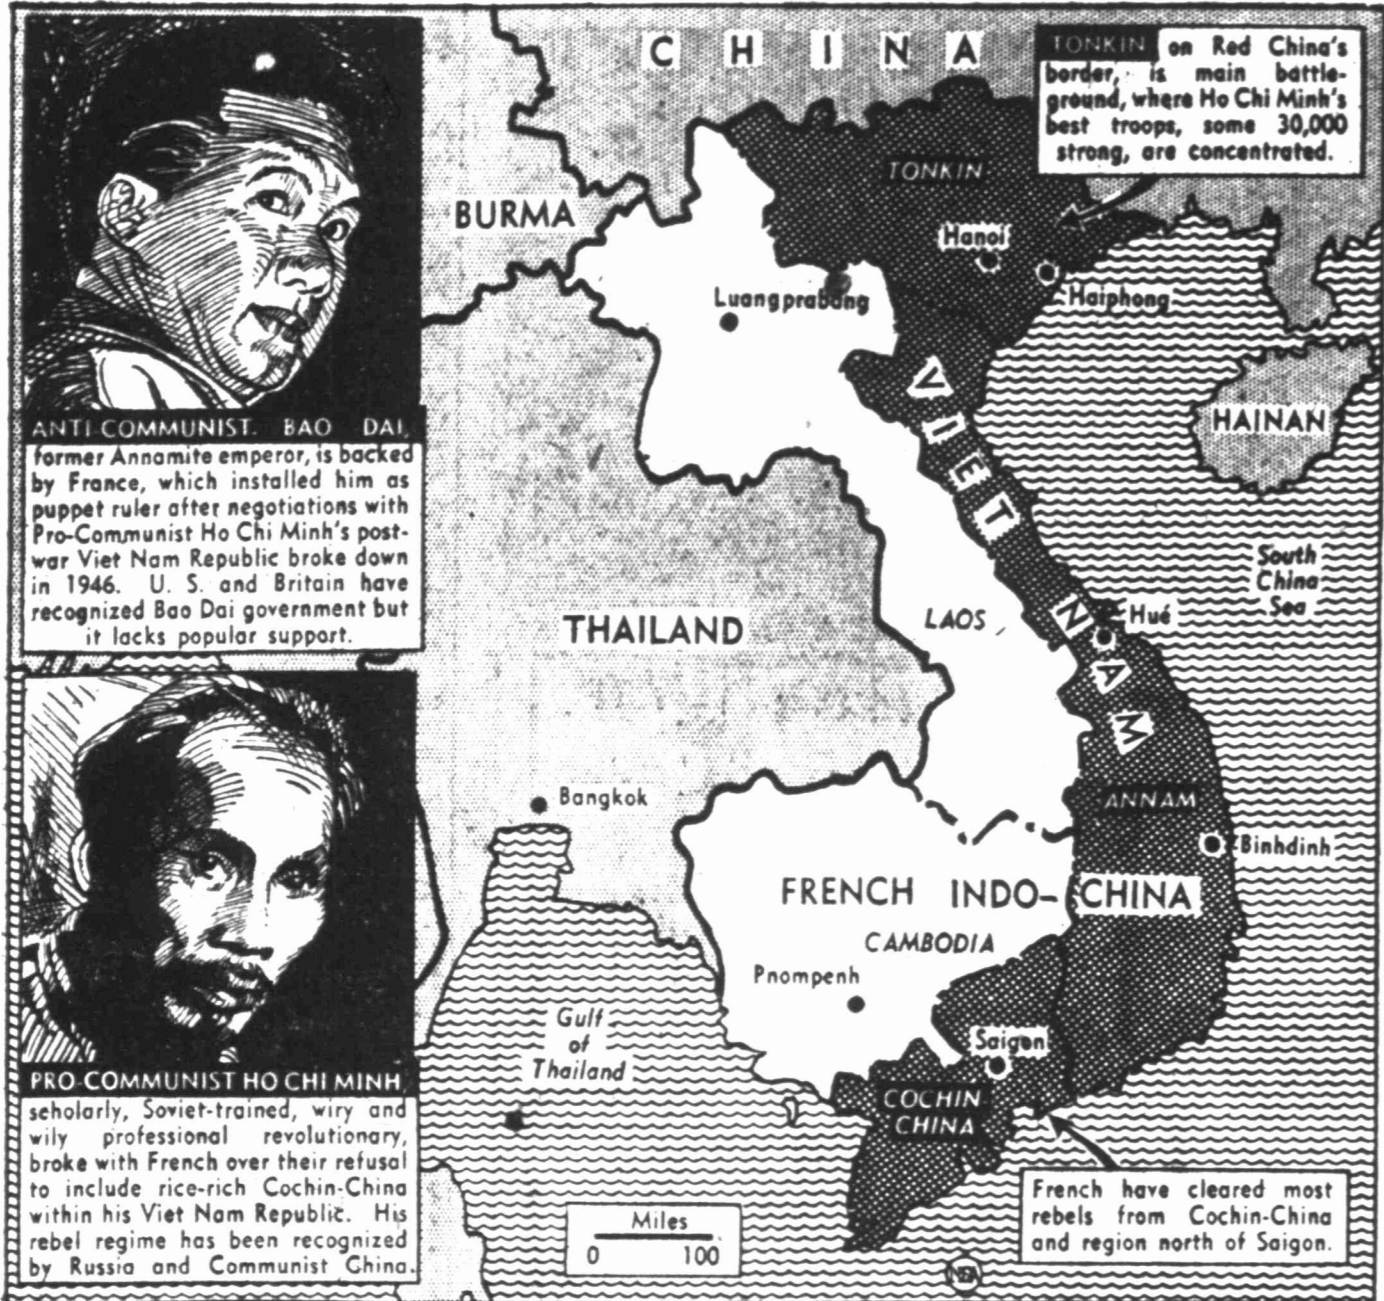 CHINA
TONKIN on Red China's
border, is main battle-
ground, where Ho Chi Minh's
best troops, some 30,000
strong, are concentrated.
TONKIN
BURMA
Hanoi
Luangprabang
Haiphong
VIET NAM
HAINAN
ANTI-COMMUNIST. BAO DAI,
former Annamite emperor, is backed
by France, which installed him as
puppet ruler after negotiations with
Pro-Communist Ho Chi Minh's post-
war Viet Nam Republic broke down
in 1946. U. S. and Britain have
recognized Bao Dai government but
it lacks popular support.
South
China
Sea
THAILAND
LAOS
Hué
Bangkok
ANNAM
Binhdinh
FRENCH INDO-CHINA
CAMBODIA
Pnompenh
Gulf
of
Thailand
Saigon
COCHIN-
CHINA
PRO-COMMUNIST HO CHI MINH
scholarly, Soviet-trained, wiry and
wily professional revolutionary,
broke with French over their refusal
to include rice-rich Cochin-China
within his Viet Nam Republic. His
rebel regime has been recognized
by Russia and Communist China.
French have cleared most
rebels from Cochin-China
and region north of Saigon.
Miles
0 100
NEA